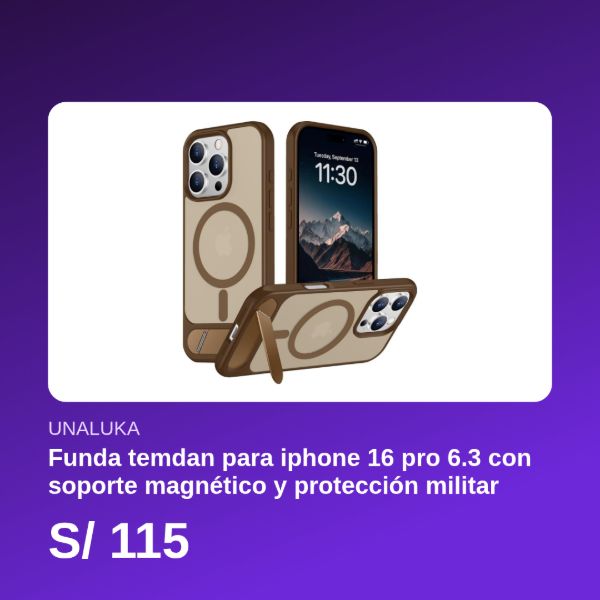 Tuesday, September 13
11:30
UNALUKA
Funda temdan para iphone 16 pro 6.3 con
soporte magnético y protección militar
S/ 115